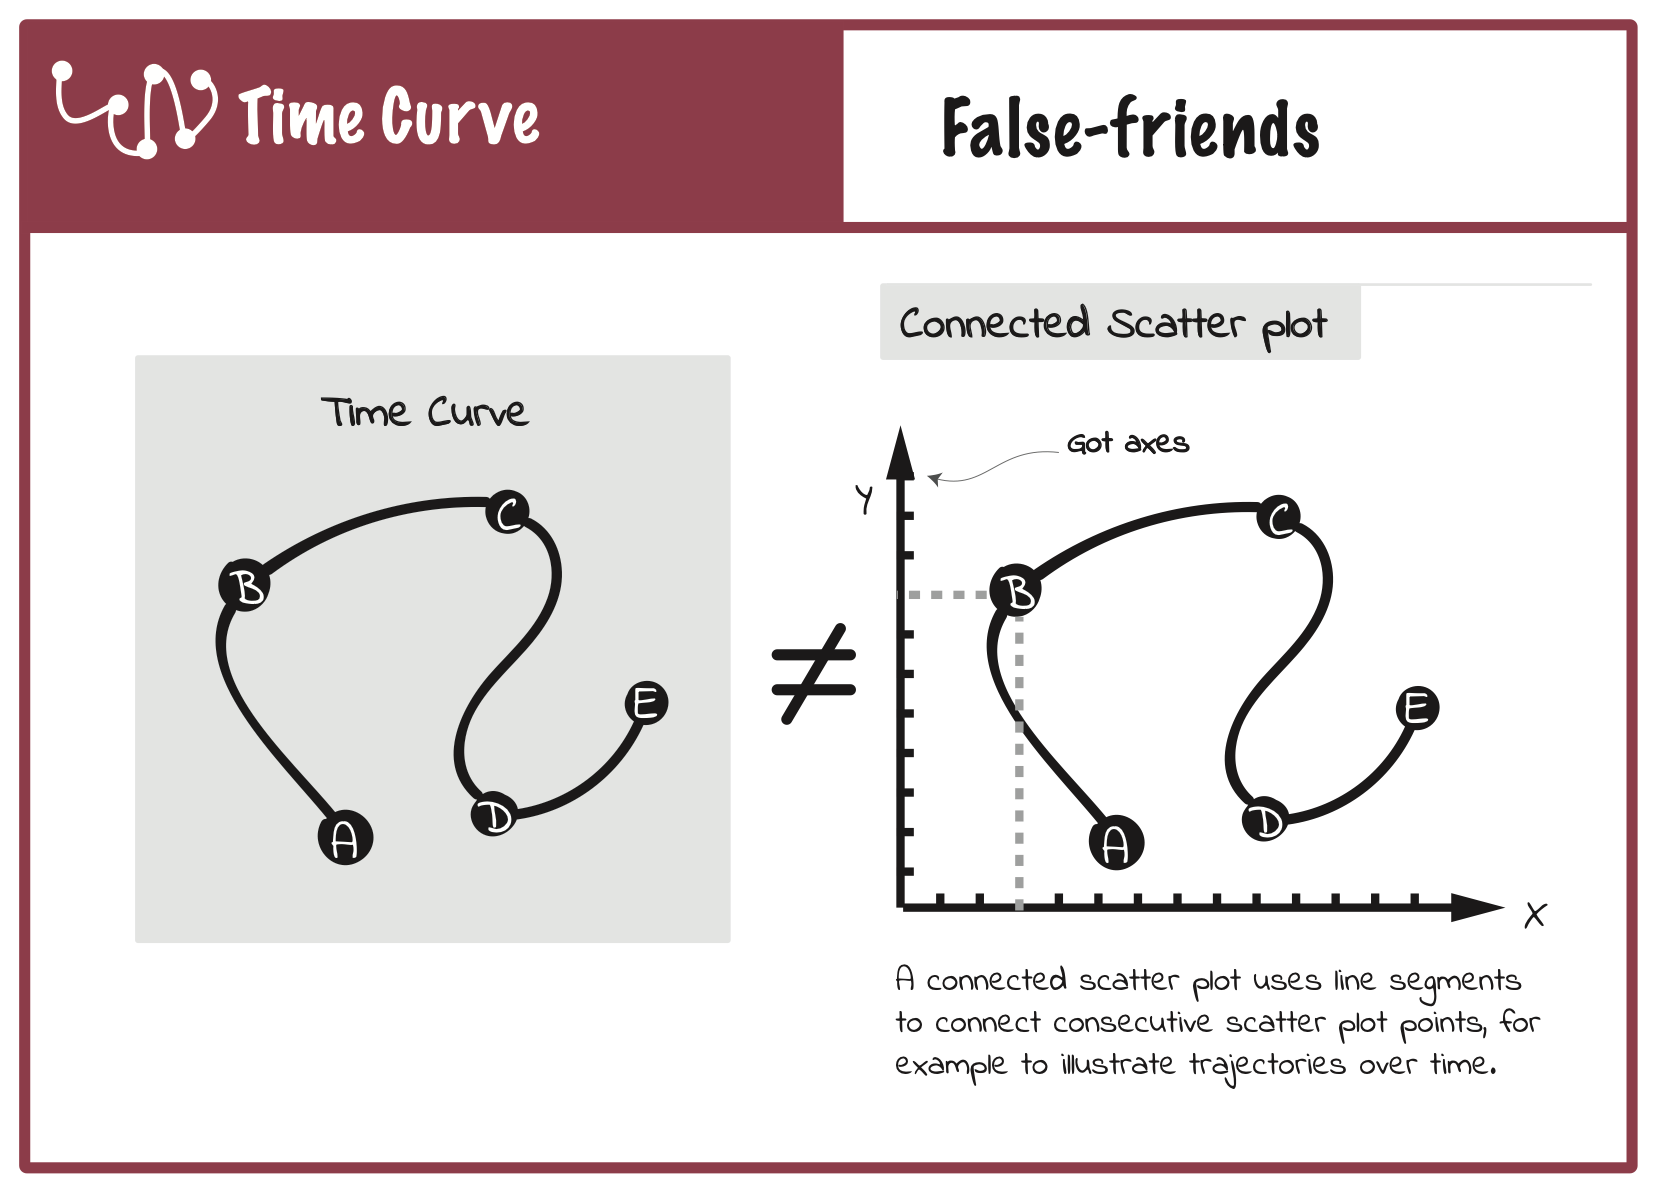 Time Curve
False-friends
Time Curve
C
B
E
D
A
≠
Connected Scatter plot
Got axes
Y
C
B
E
D
A
X
A connected scatter plot uses line segments
to connect consecutive scatter plot points, for
example to illustrate trajectories over time.